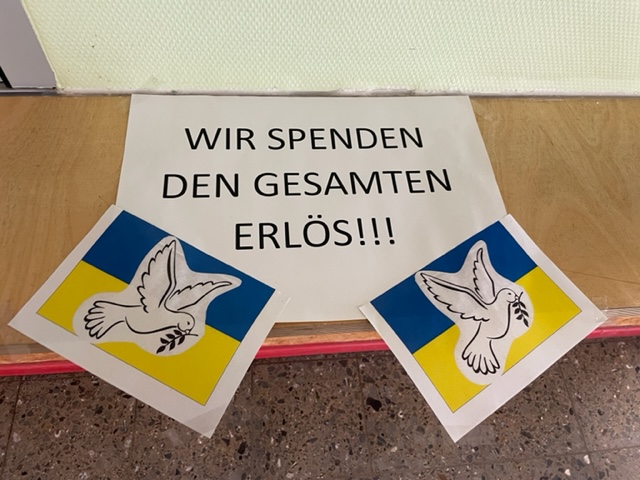 WIR SPENDEN
DEN GESAMTEN
ERLÖS!!!